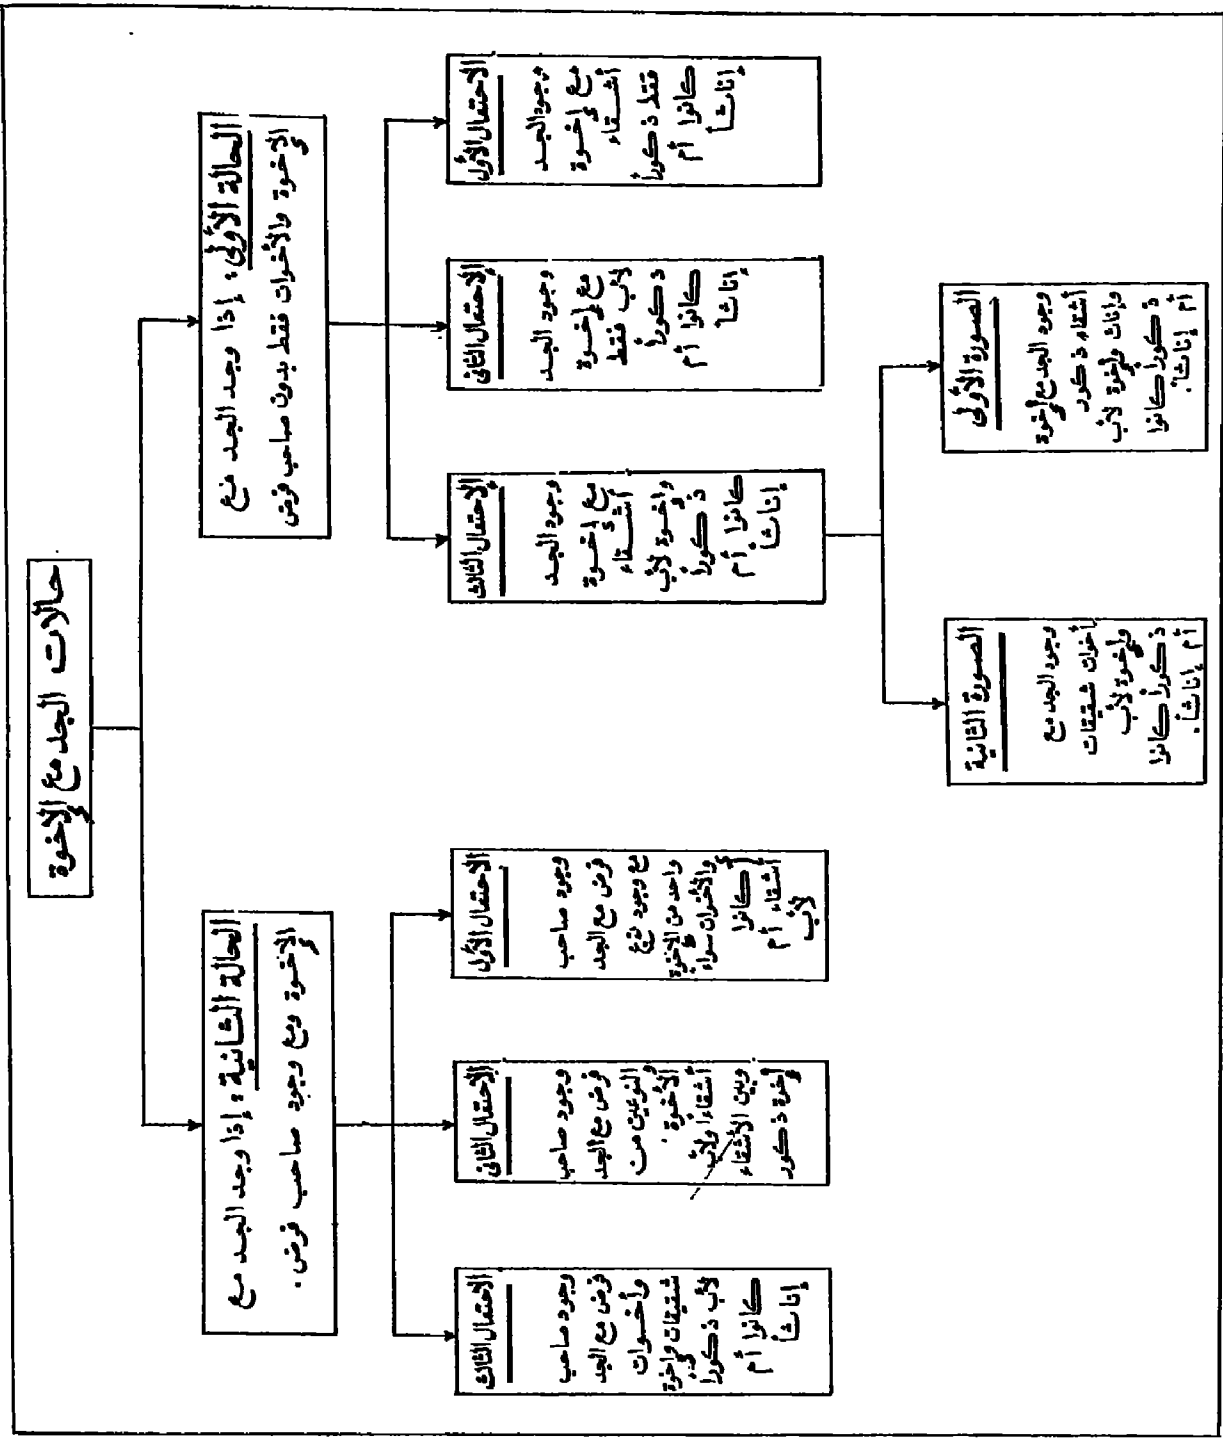 حالات الجد مع الإخوة
الحالة الأولى: إذا وجد الجد مع
الإخوة والأخوات فقط بدون صاحب فرض
الاحتمال الأول
وجود الجد
مع إخوة
أشقاء
فقط ذكوراً
كانوا أم
إناثاً
الإحتمال الثانى
وجود الجد
مع إخوة
لأب فقط
ذكوراً
كانوا أم
إناثاً
الإحتمال الثالث
وجود الجد
مع إخوة
أشقاء
وإخوة لأب
ذكوراً
كانوا أم
إناثاً
الصورة الأولى
وجود الجد مع إخوة
أشقاء ذكور
وإناث وإخوة لأب
ذكوراً كانوا
أم إناثاً.
الصورة الثانية
وجود الجد مع
أخوات شقيقات
وإخوة لأب
ذكوراً كانوا
أم إناثاً.
الحالة الثانية: إذا وجد الجد مع
الإخوة ومع وجود صاحب فرض.
الاحتمال الأول
وجود صاحب
فرض مع الجد
مع وجود نوع
واحد من الإخوة
والأخوات سواء
أكانوا
أشقاء أم
لأب
الاحتمال الثانى
وجود صاحب
فرض مع الجد
والنوعين من
الأخوة.
أشقاء ولأب
وبين الأشقاء
إخوة ذكور
الاحتمال الثالث
وجود صاحب
فرض مع الجد
وأخوات
شقيقات وإخوة
لأب ذكورا
كانوا أم
إناثاً